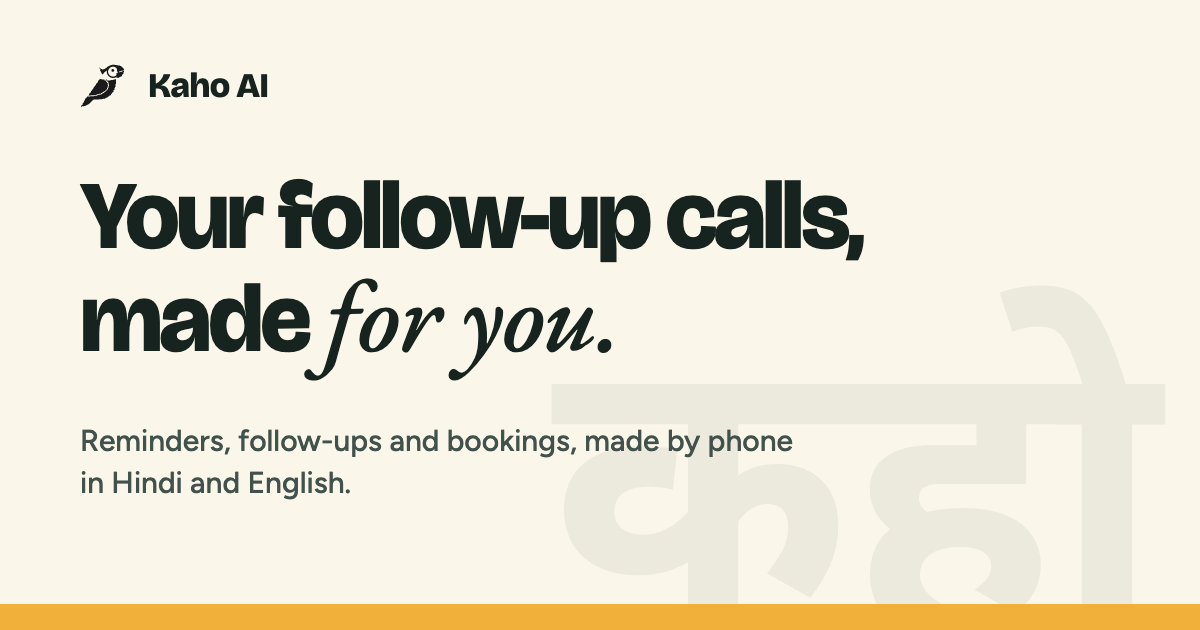 Kaho AI
Your follow-up calls,
made for you.
Reminders, follow-ups and bookings, made by phone
in Hindi and English.
कहो